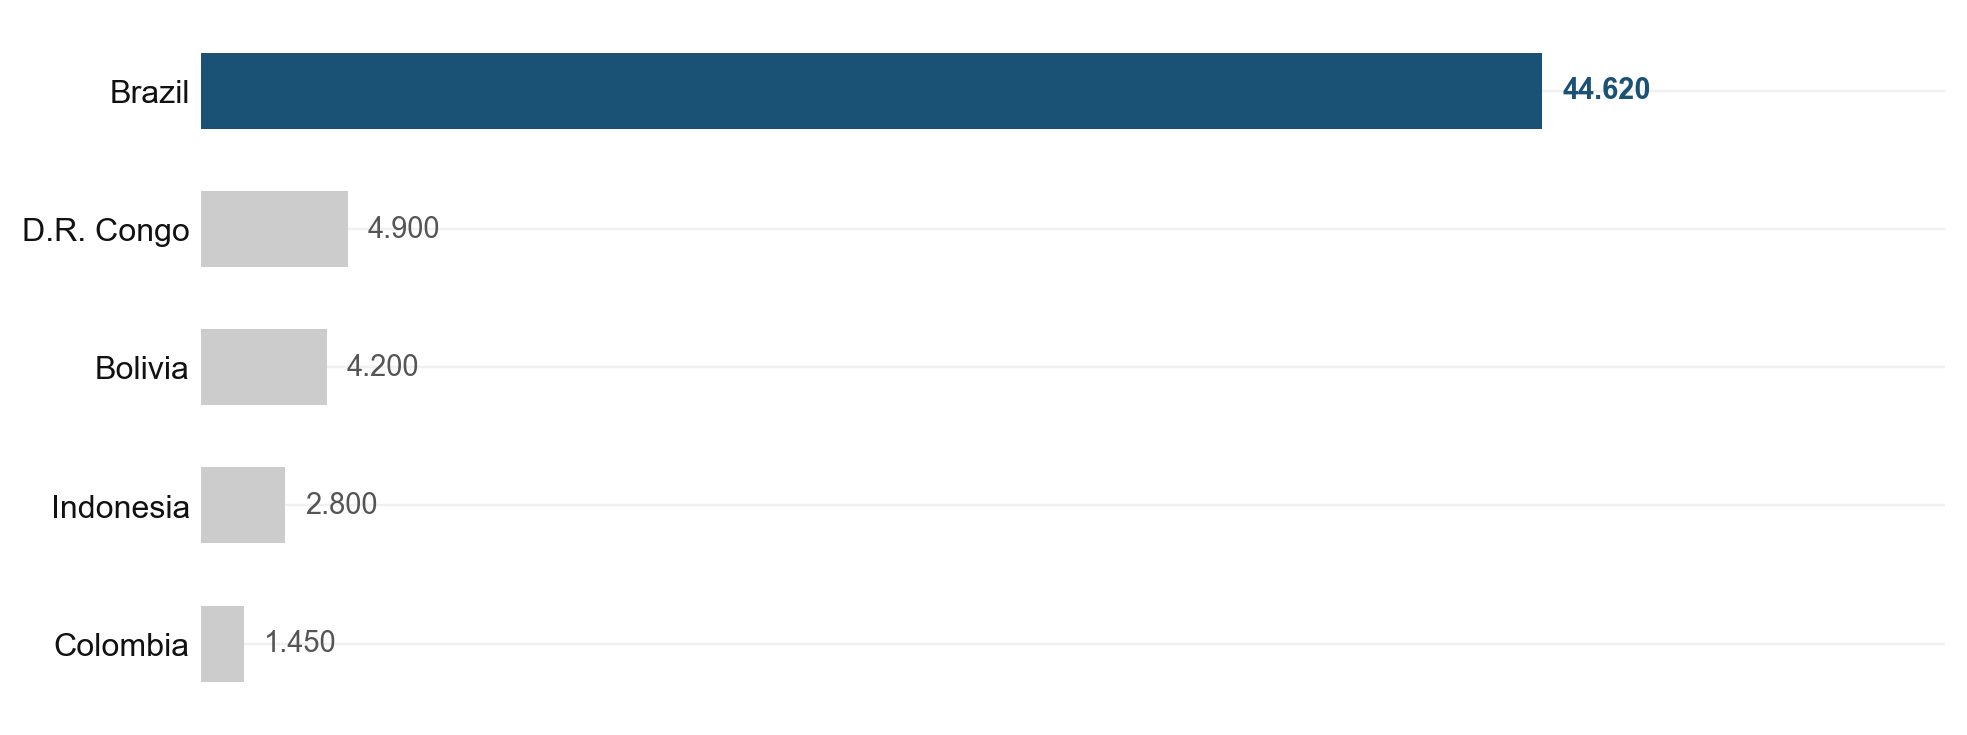 Brazil 44.620
D.R. Congo 4.900
Bolivia 4.200
Indonesia 2.800
Colombia 1.450